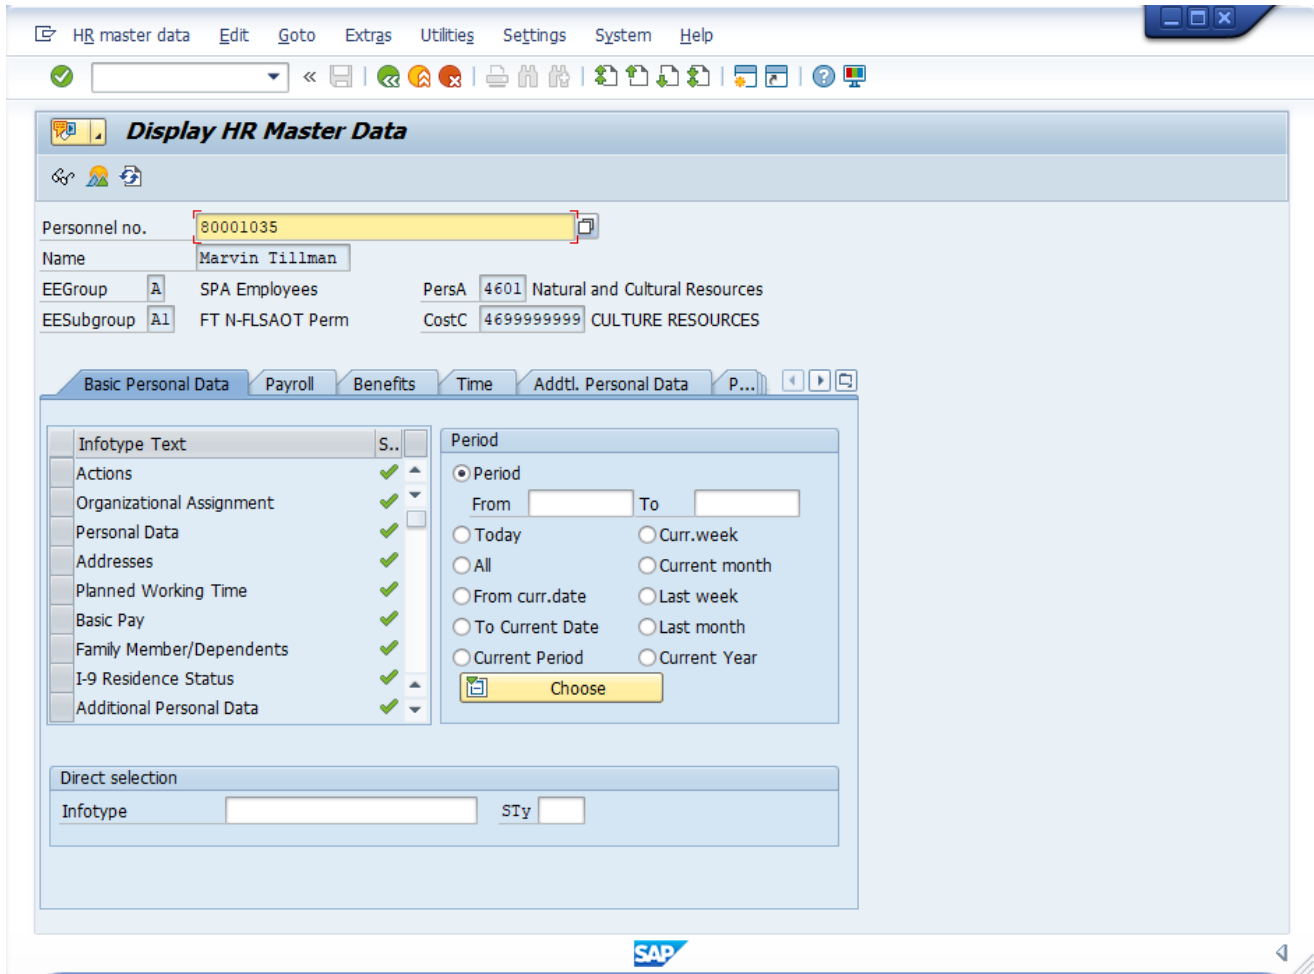 HR master data Edit Goto Extras Utilities Settings System Help
Display HR Master Data
Personnel no. 80001035
Name Marvin Tillman
EEGroup A SPA Employees PersA 4601 Natural and Cultural Resources
EESubgroup A1 FT N-FLSAOT Perm CostC 4699999999 CULTURE RESOURCES
Basic Personal Data Payroll Benefits Time Addtl. Personal Data P...
Infotype Text S..
Actions
Organizational Assignment
Personal Data
Addresses
Planned Working Time
Basic Pay
Family Member/Dependents
I-9 Residence Status
Additional Personal Data
Period
Period
From To
Today Curr.week
All Current month
From curr.date Last week
To Current Date Last month
Current Period Current Year
Choose
Direct selection
Infotype STy
SAP